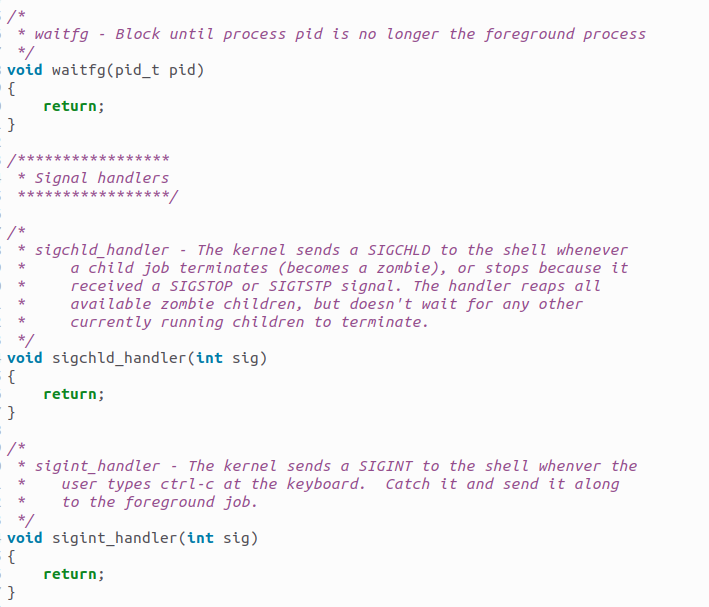 /*
 * waitfg - Block until process pid is no longer the foreground process
 */
void waitfg(pid_t pid)
{
    return;
}
/*****************
 * Signal handlers
 *****************/
/*
 * sigchld_handler - The kernel sends a SIGCHLD to the shell whenever
 *     a child job terminates (becomes a zombie), or stops because it
 *     received a SIGSTOP or SIGTSTP signal. The handler reaps all
 *     available zombie children, but doesn't wait for any other
 *     currently running children to terminate.
 */
void sigchld_handler(int sig)
{
    return;
}
/*
 * sigint_handler - The kernel sends a SIGINT to the shell whenver the
 *    user types ctrl-c at the keyboard.  Catch it and send it along
 *    to the foreground job.
 */
void sigint_handler(int sig)
{
    return;
}